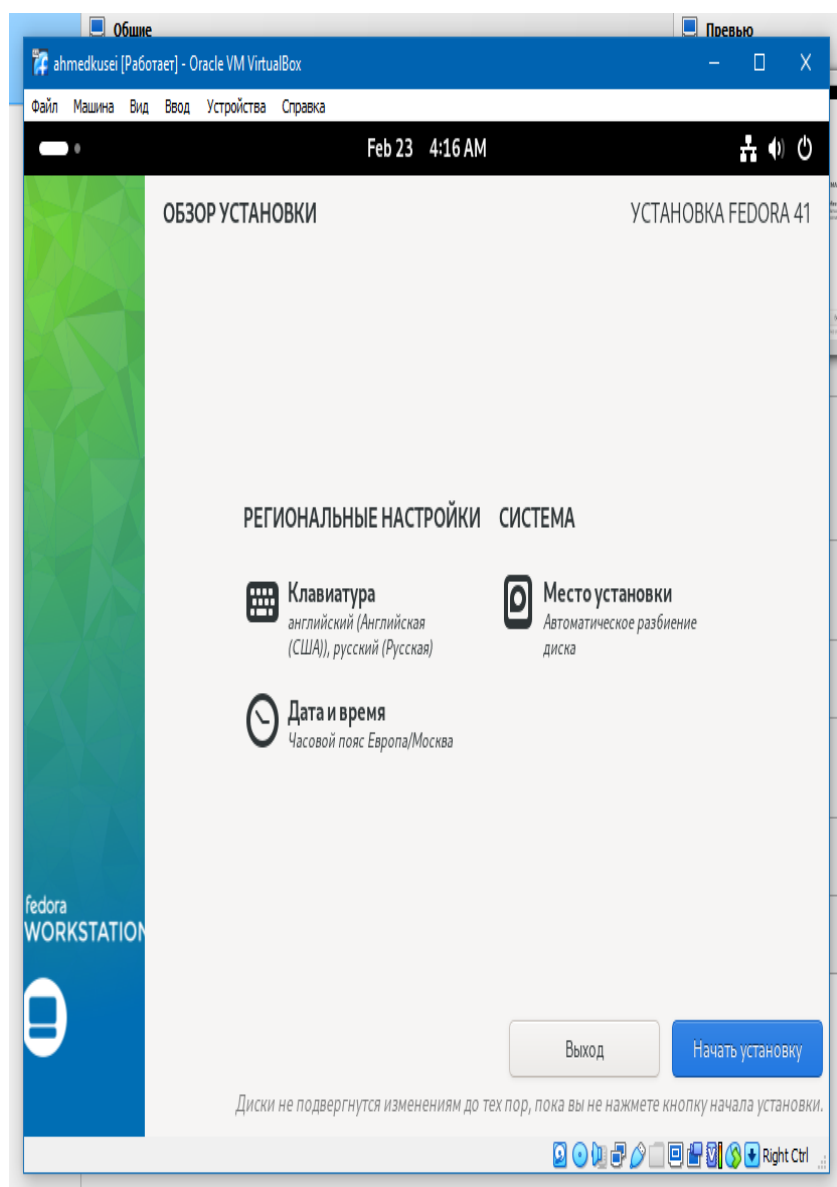 Общие
Превью
ahmedkusei [Работает] - Oracle VM VirtualBox
Файл Машина Вид Ввод Устройства Справка
Feb 23 4:16 AM
ОБЗОР УСТАНОВКИ
УСТАНОВКА FEDORA 41
РЕГИОНАЛЬНЫЕ НАСТРОЙКИ
СИСТЕМА
Клавиатура
английский (Английская
(США)), русский (Русская)
Место установки
Автоматическое разбиение
диска
Дата и время
Часовой пояс Европа/Москва
fedora
WORKSTATION
Выход
Начать установку
Диски не подвергнутся изменениям до тех пор, пока вы не нажмете кнопку начала установки.
Right Ctrl